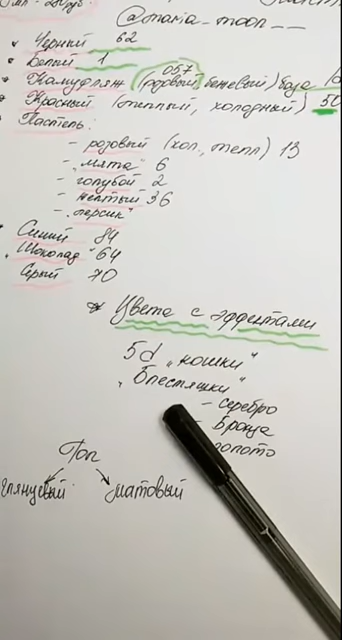 @maria_moon__
Черный 62
Белый 1
057
Камуфляж (розовый, бежевый) база
Красный (теплый, холодный) 50
Пастель:
- розовый (хол., тепл) 13
- "мята" 6
- голубой 2
- желтый 36
- "персик"
Синий 84
"Шоколад" 64
Серый 70
Цвета с эффектами
5d "кошки"
"блестяшки"
- серебро
- бронза
золото
Топ
глянцевый матовый